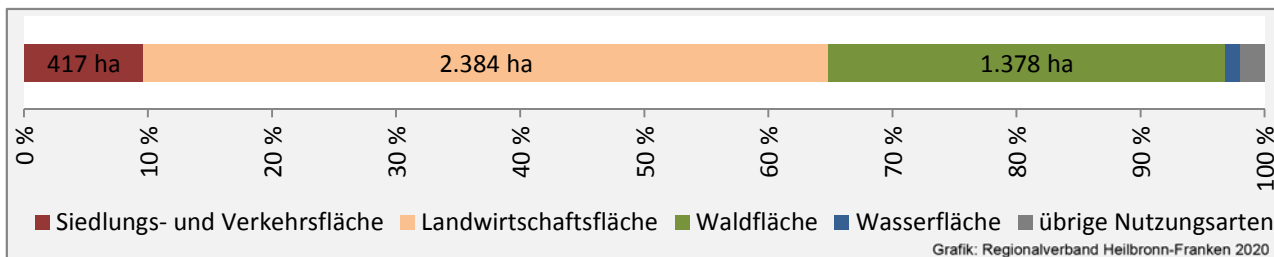 417 ha 2.384 ha 1.378 ha
0 % 10 % 20 % 30 % 40 % 50 % 60 % 70 % 80 % 90 % 100 %
Siedlungs- und Verkehrsfläche Landwirtschaftsfläche Waldfläche Wasserfläche übrige Nutzungsarten
Grafik: Regionalverband Heilbronn-Franken 2020